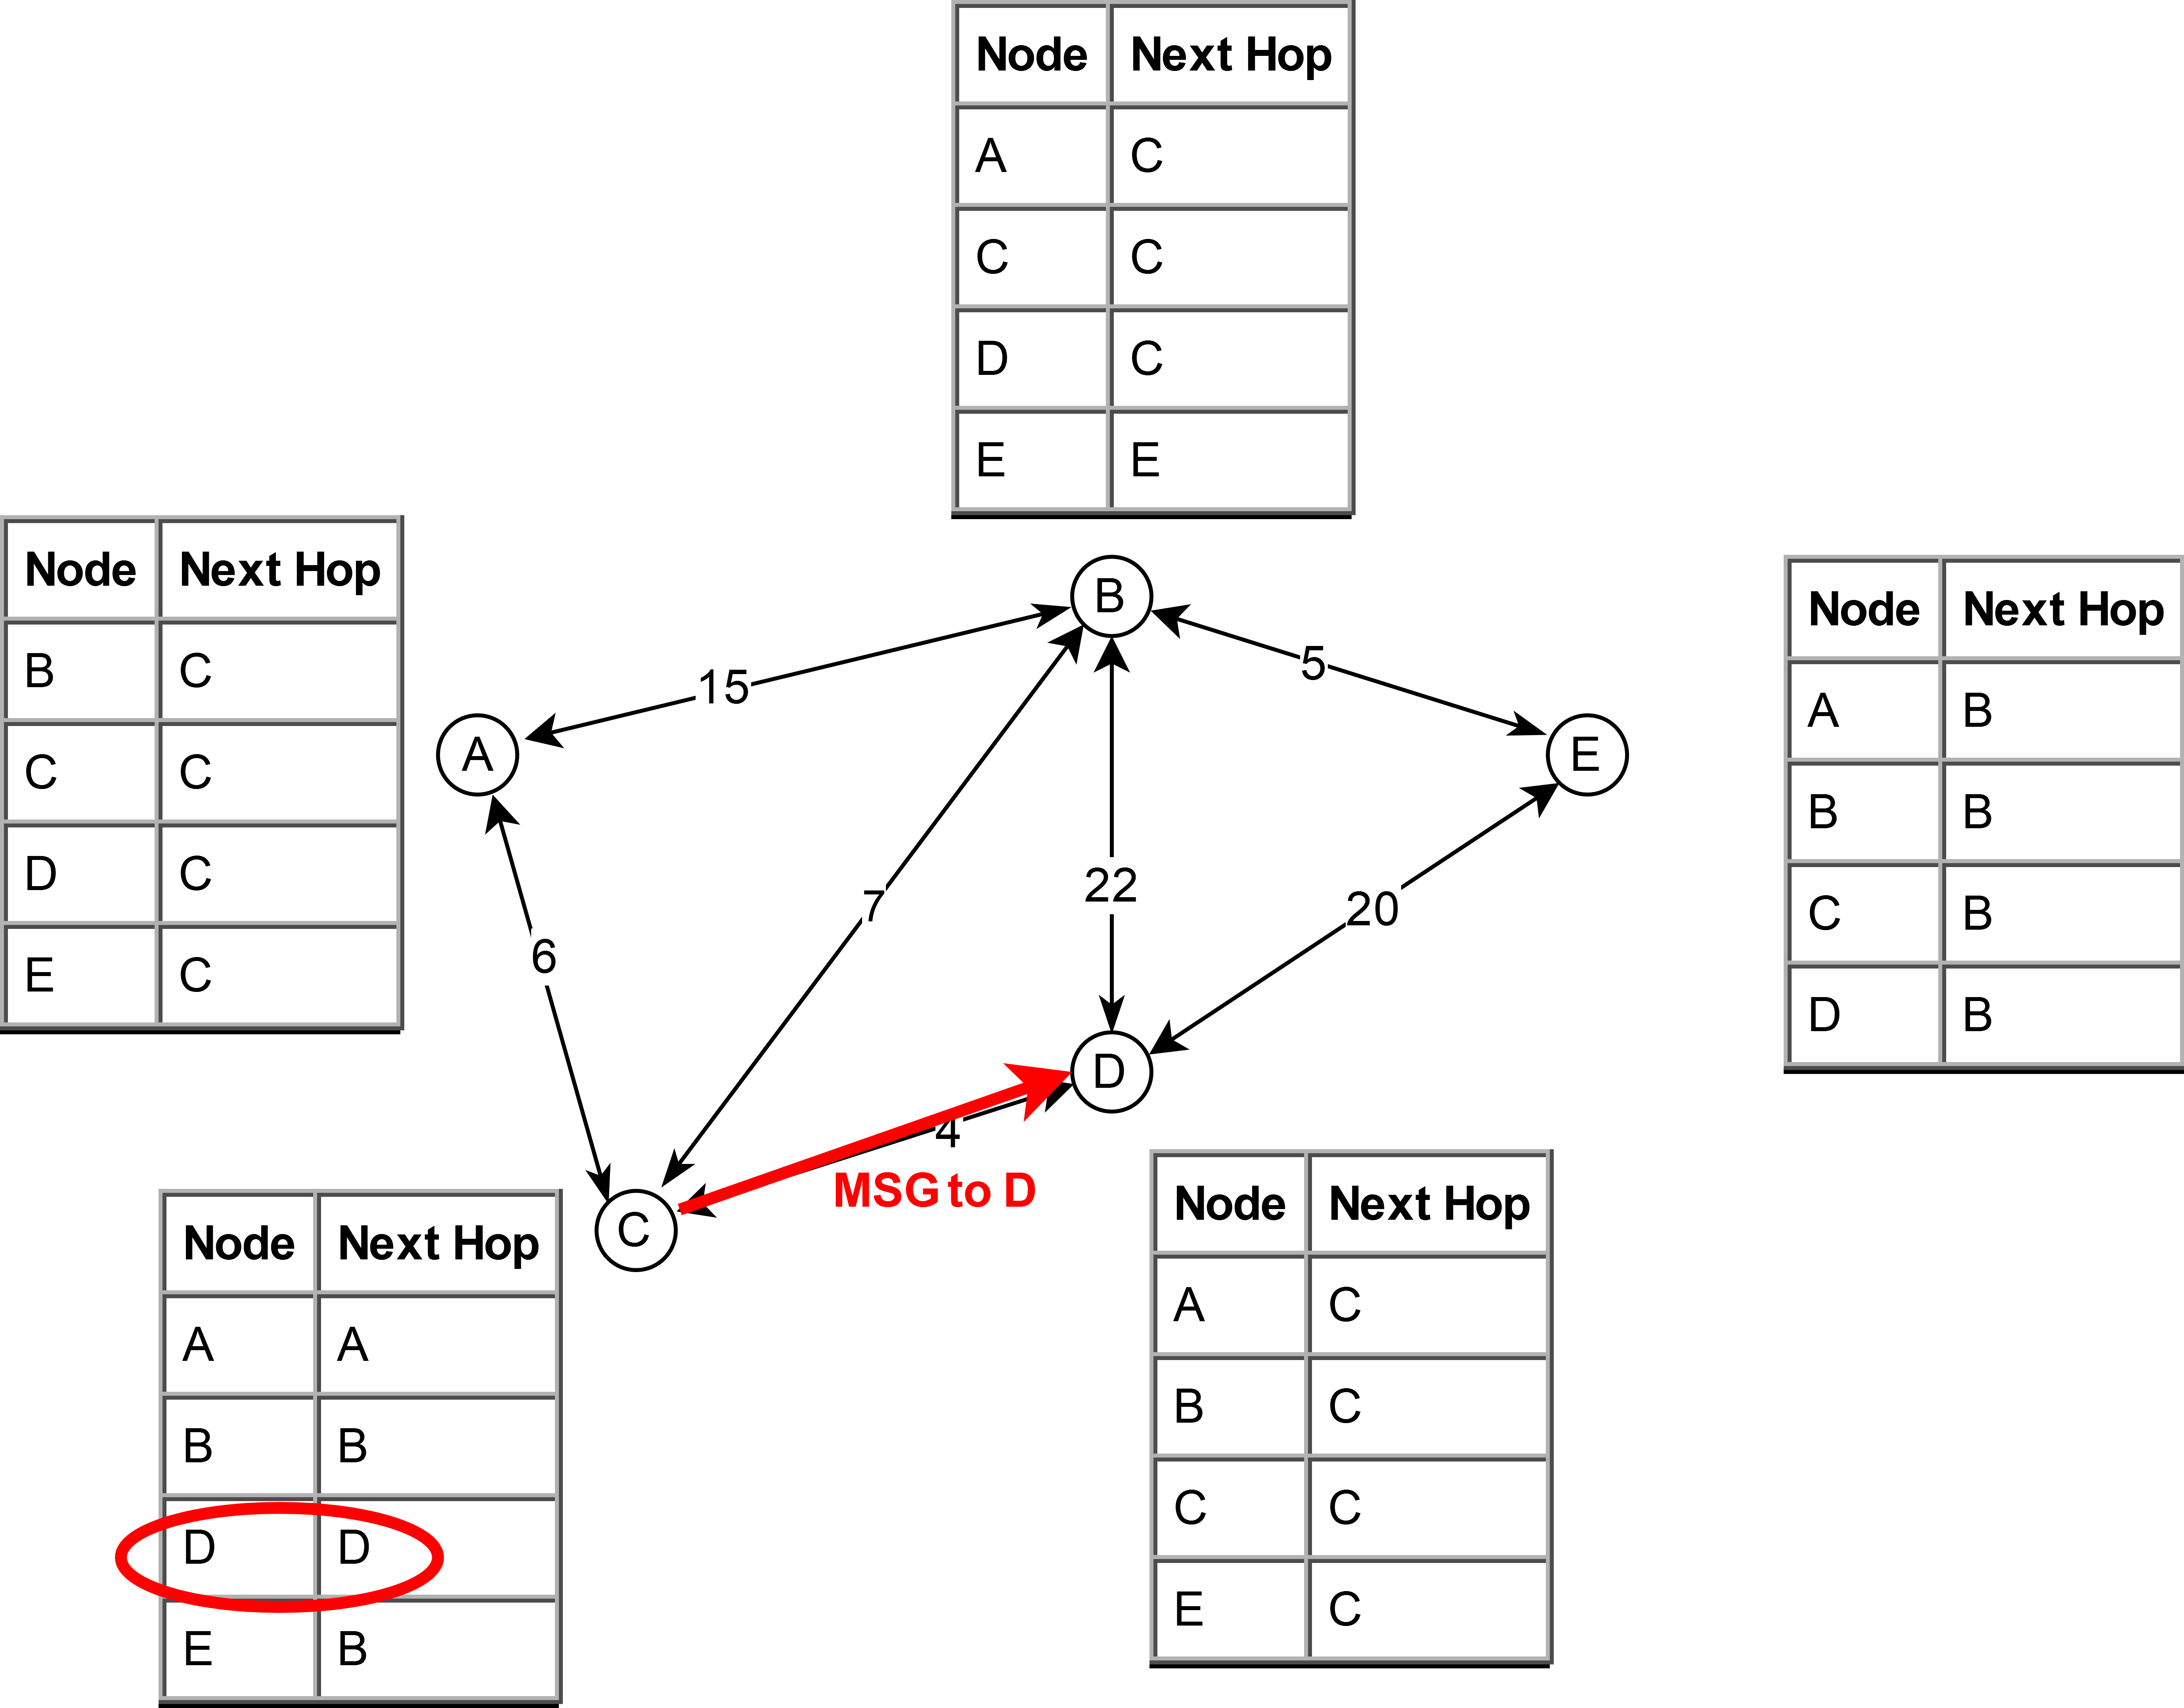 Node Next Hop
A C
C C
D C
E E
Node Next Hop
B C
C C
D C
E C
Node Next Hop
A B
B B
C B
D B
B
15
5
A
E
7
22
20
6
D
4
MSG to D
C
Node Next Hop
A A
B B
D D
E B
Node Next Hop
A C
B C
C C
E C